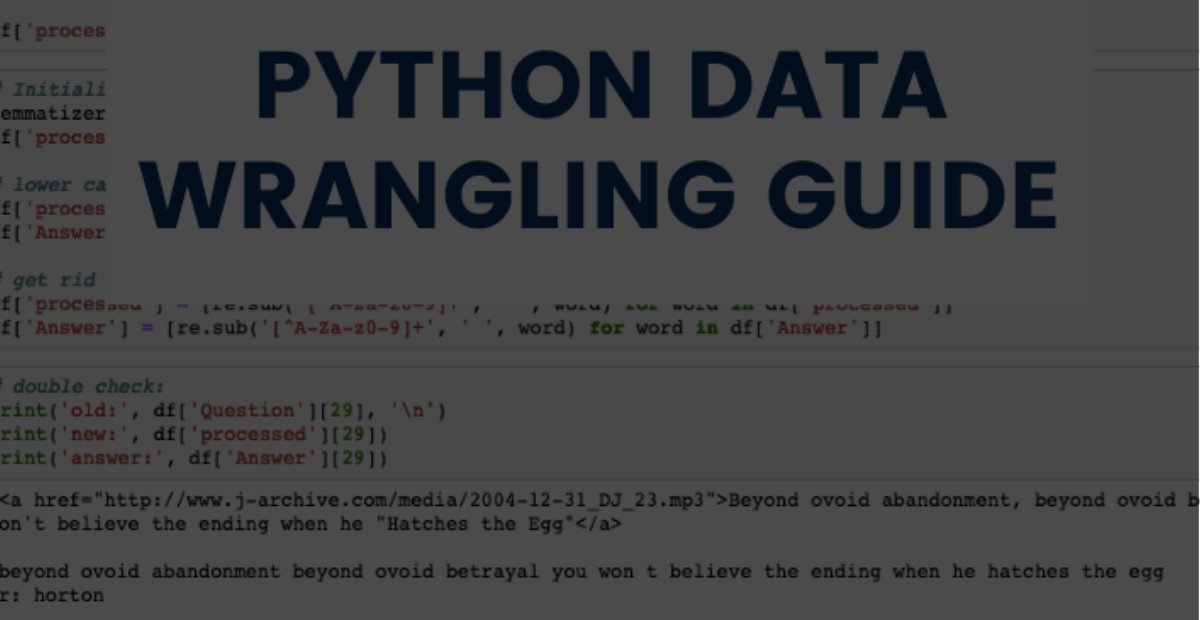 f['proces
PYTHON DATA
WRANGLING GUIDE
# Initiali
emmatizer
f['proces
# lower ca
f['proces
f['Answer
# get rid
f['processed'] = [re.sub('[^A-Za-z0-9]+', ' ', word) for word in df['processed']]
f['Answer'] = [re.sub('[^A-Za-z0-9]+', ' ', word) for word in df['Answer']]
# double check:
rint('old:', df['Question'][29], '\n')
rint('new:', df['processed'][29])
rint('answer:', df['Answer'][29])
<a href="http://www.j-archive.com/media/2004-12-31_DJ_23.mp3">Beyond ovoid abandonment, beyond ovoid b
on't believe the ending when he "Hatches the Egg"</a>
beyond ovoid abandonment beyond ovoid betrayal you won t believe the ending when he hatches the egg
r: horton